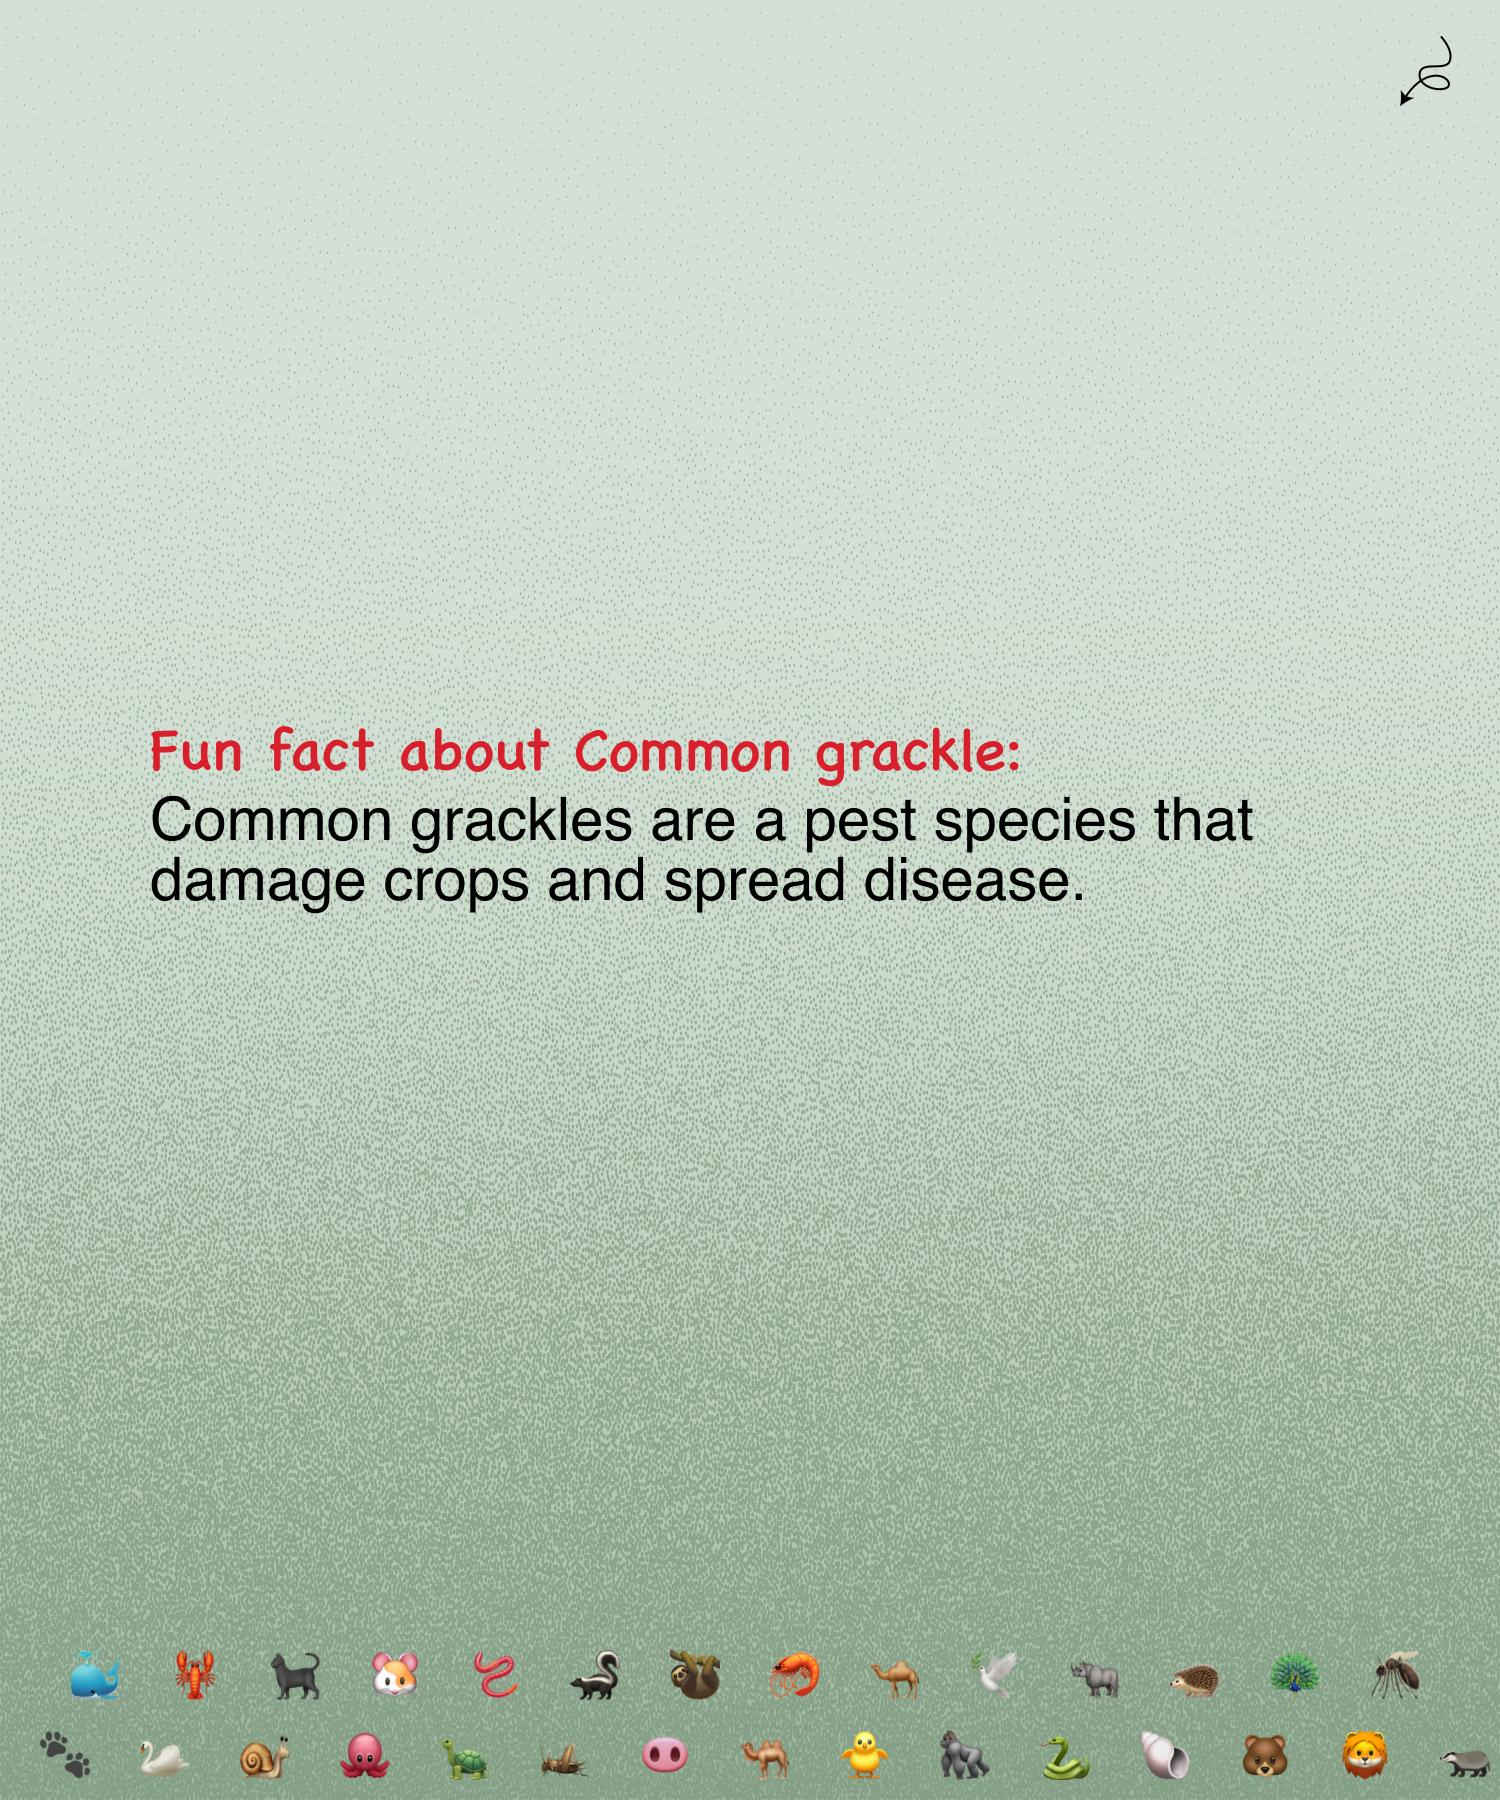 Fun fact about Common grackle:
Common grackles are a pest species that
damage crops and spread disease.